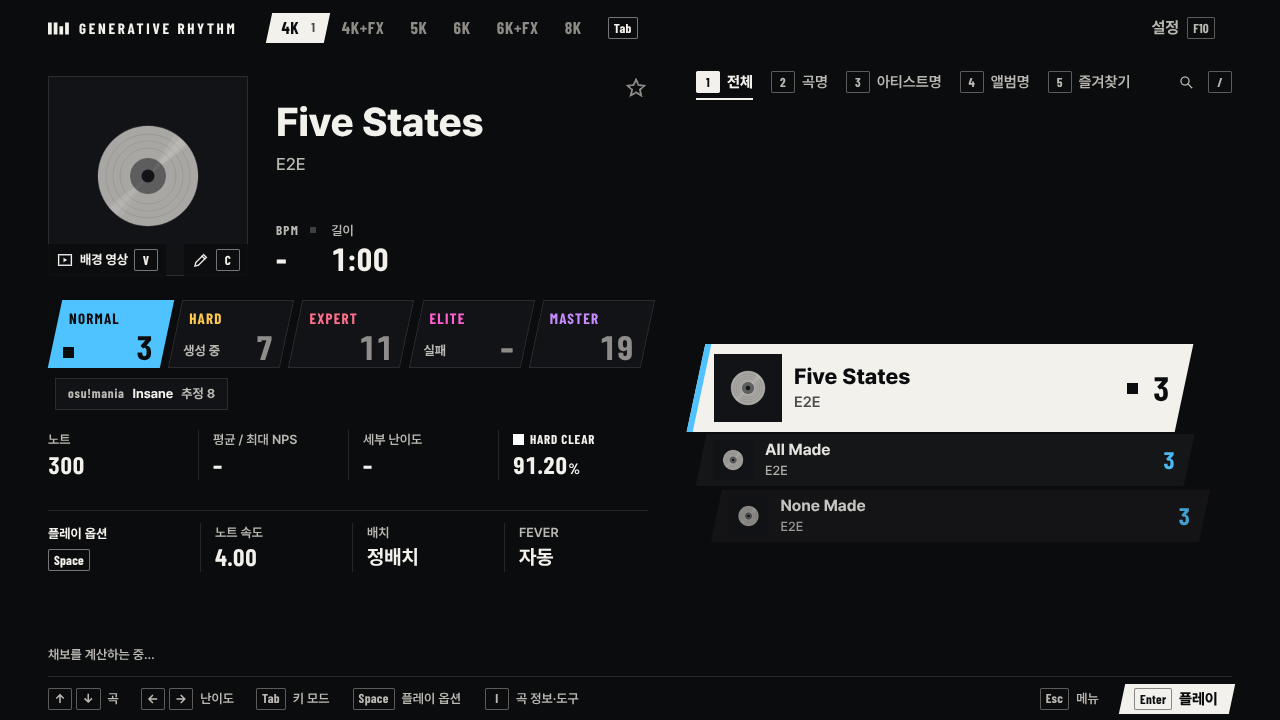 GENERATIVE RHYTHM 4K 1 4K+FX 5K 6K 6K+FX 8K Tab 설정 F10
1 전체 2 곡명 3 아티스트명 4 앨범명 5 즐겨찾기 /
Five States
E2E
BPM 길이
- 1:00
배경 영상 V C
NORMAL 3
HARD 생성 중 7
EXPERT 11
ELITE 실패 -
MASTER 19
osu!mania Insane 추정 8
노트 평균 / 최대 NPS 세부 난이도 HARD CLEAR
300 - - 91.20%
플레이 옵션 노트 속도 배치 FEVER
Space 4.00 정배치 자동
Five States
E2E
3
All Made
E2E
3
None Made
E2E
3
채보를 계산하는 중...
↑ ↓ 곡 ← → 난이도 Tab 키 모드 Space 플레이 옵션 I 곡 정보·도구 Esc 메뉴 Enter 플레이